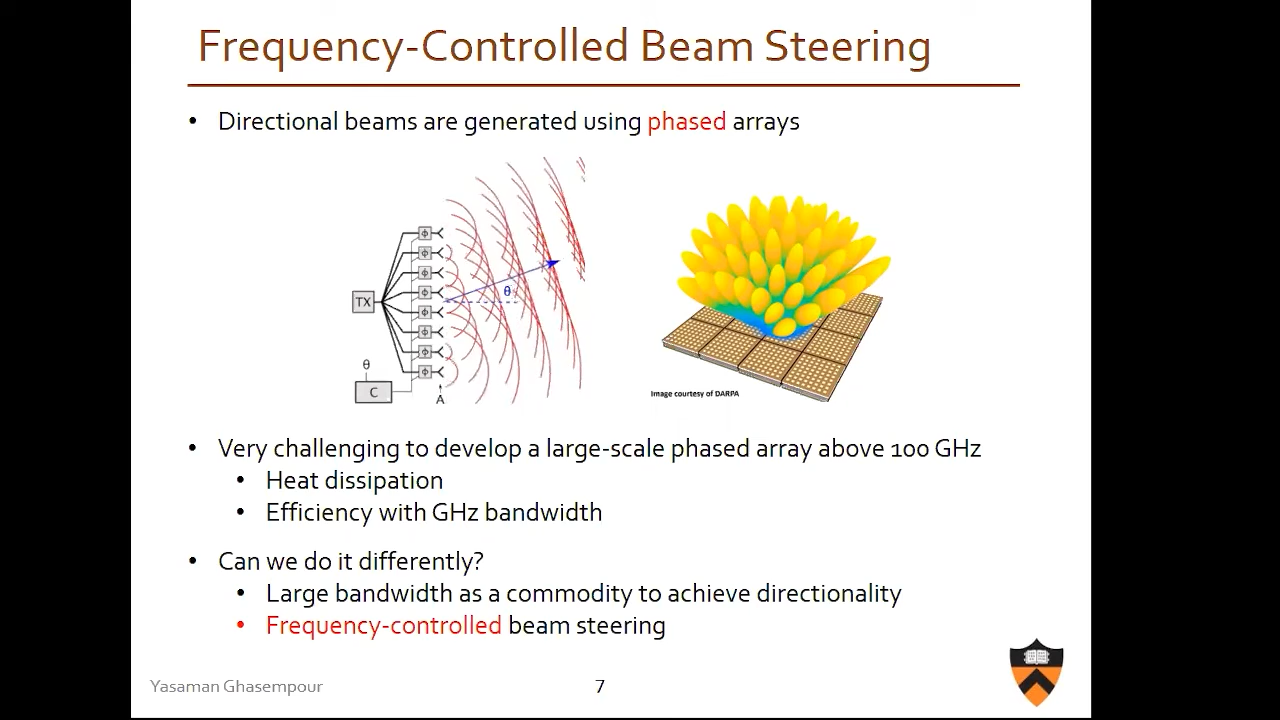 Frequency-Controlled Beam Steering
• Directional beams are generated using phased arrays
TX
ϕ
ϕ
ϕ
ϕ
ϕ
ϕ
ϕ
ϕ
θ
θ
C
A
Image courtesy of DARPA
• Very challenging to develop a large-scale phased array above 100 GHz
• Heat dissipation
• Efficiency with GHz bandwidth
• Can we do it differently?
• Large bandwidth as a commodity to achieve directionality
• Frequency-controlled beam steering
Yasaman Ghasempour
7